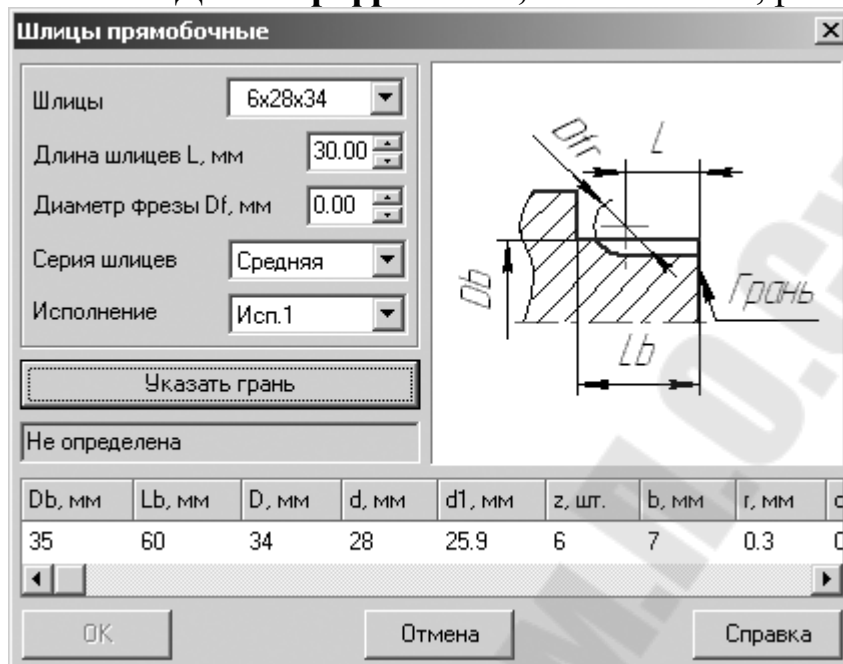 Шлицы прямобочные
Шлицы 6x28x34
Длина шлицев L, мм 30.00
Диаметр фрезы Df, мм 0.00
Серия шлицев Средняя
Исполнение Исп.1
Указать грань
Не определена
Dfr
L
Db
Грань
Lb
Db, мм Lb, мм D, мм d, мм d1, мм z, шт. b, мм r, мм
35 60 34 28 25.9 6 7 0.3
OK Отмена Справка